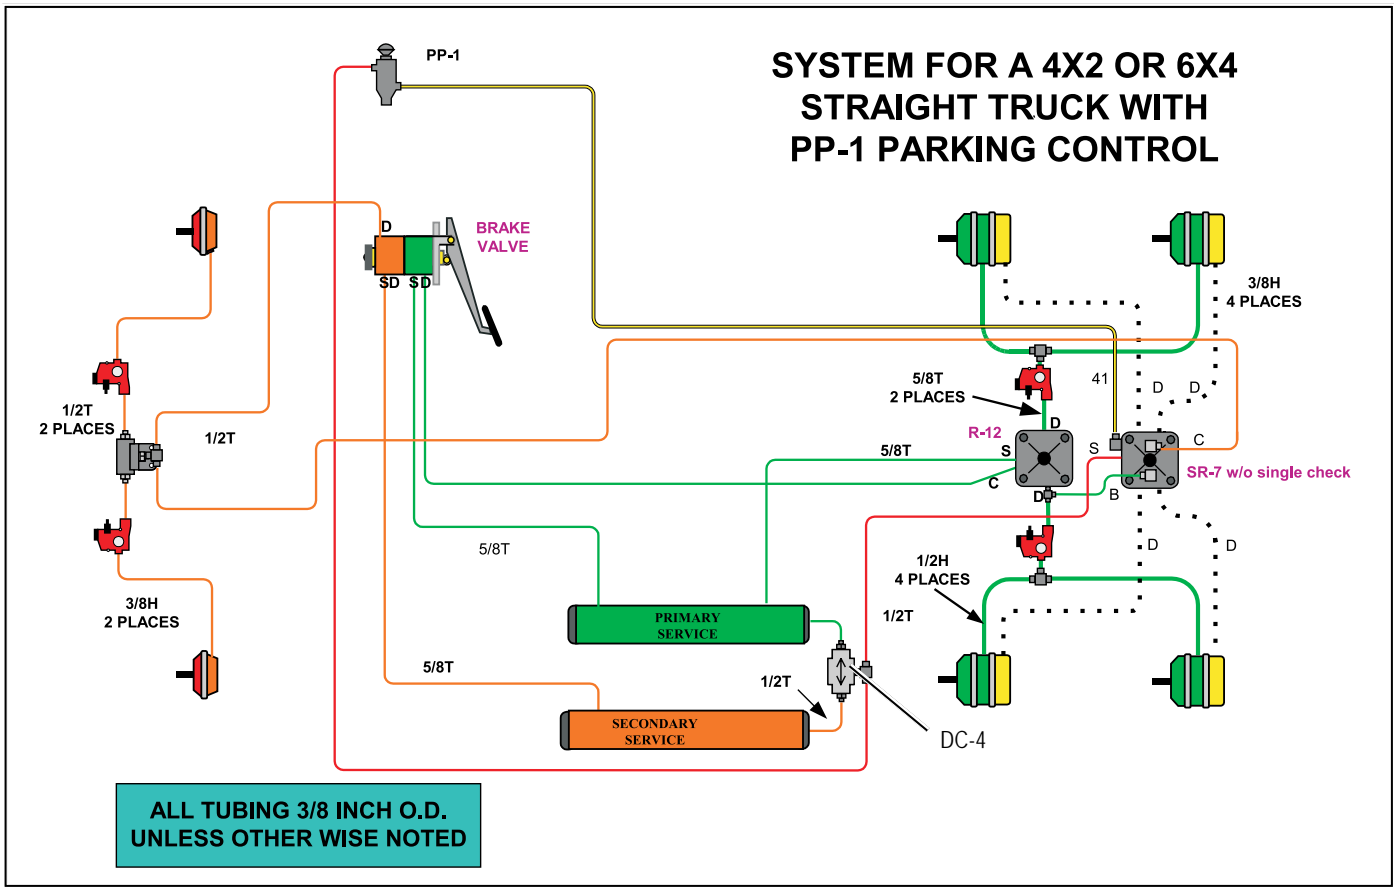 PP-1
SYSTEM FOR A 4X2 OR 6X4
STRAIGHT TRUCK WITH
PP-1 PARKING CONTROL
D
BRAKE
VALVE
SD
SD
3/8H
4 PLACES
5/8T
2 PLACES
41
D
D
1/2T
2 PLACES
1/2T
R-12
D
S
C
5/8T
S
C
SR-7 w/o single check
D
B
5/8T
D
D
1/2H
4 PLACES
1/2T
3/8H
2 PLACES
PRIMARY
SERVICE
5/8T
1/2T
SECONDARY
SERVICE
DC-4
ALL TUBING 3/8 INCH O.D.
UNLESS OTHER WISE NOTED